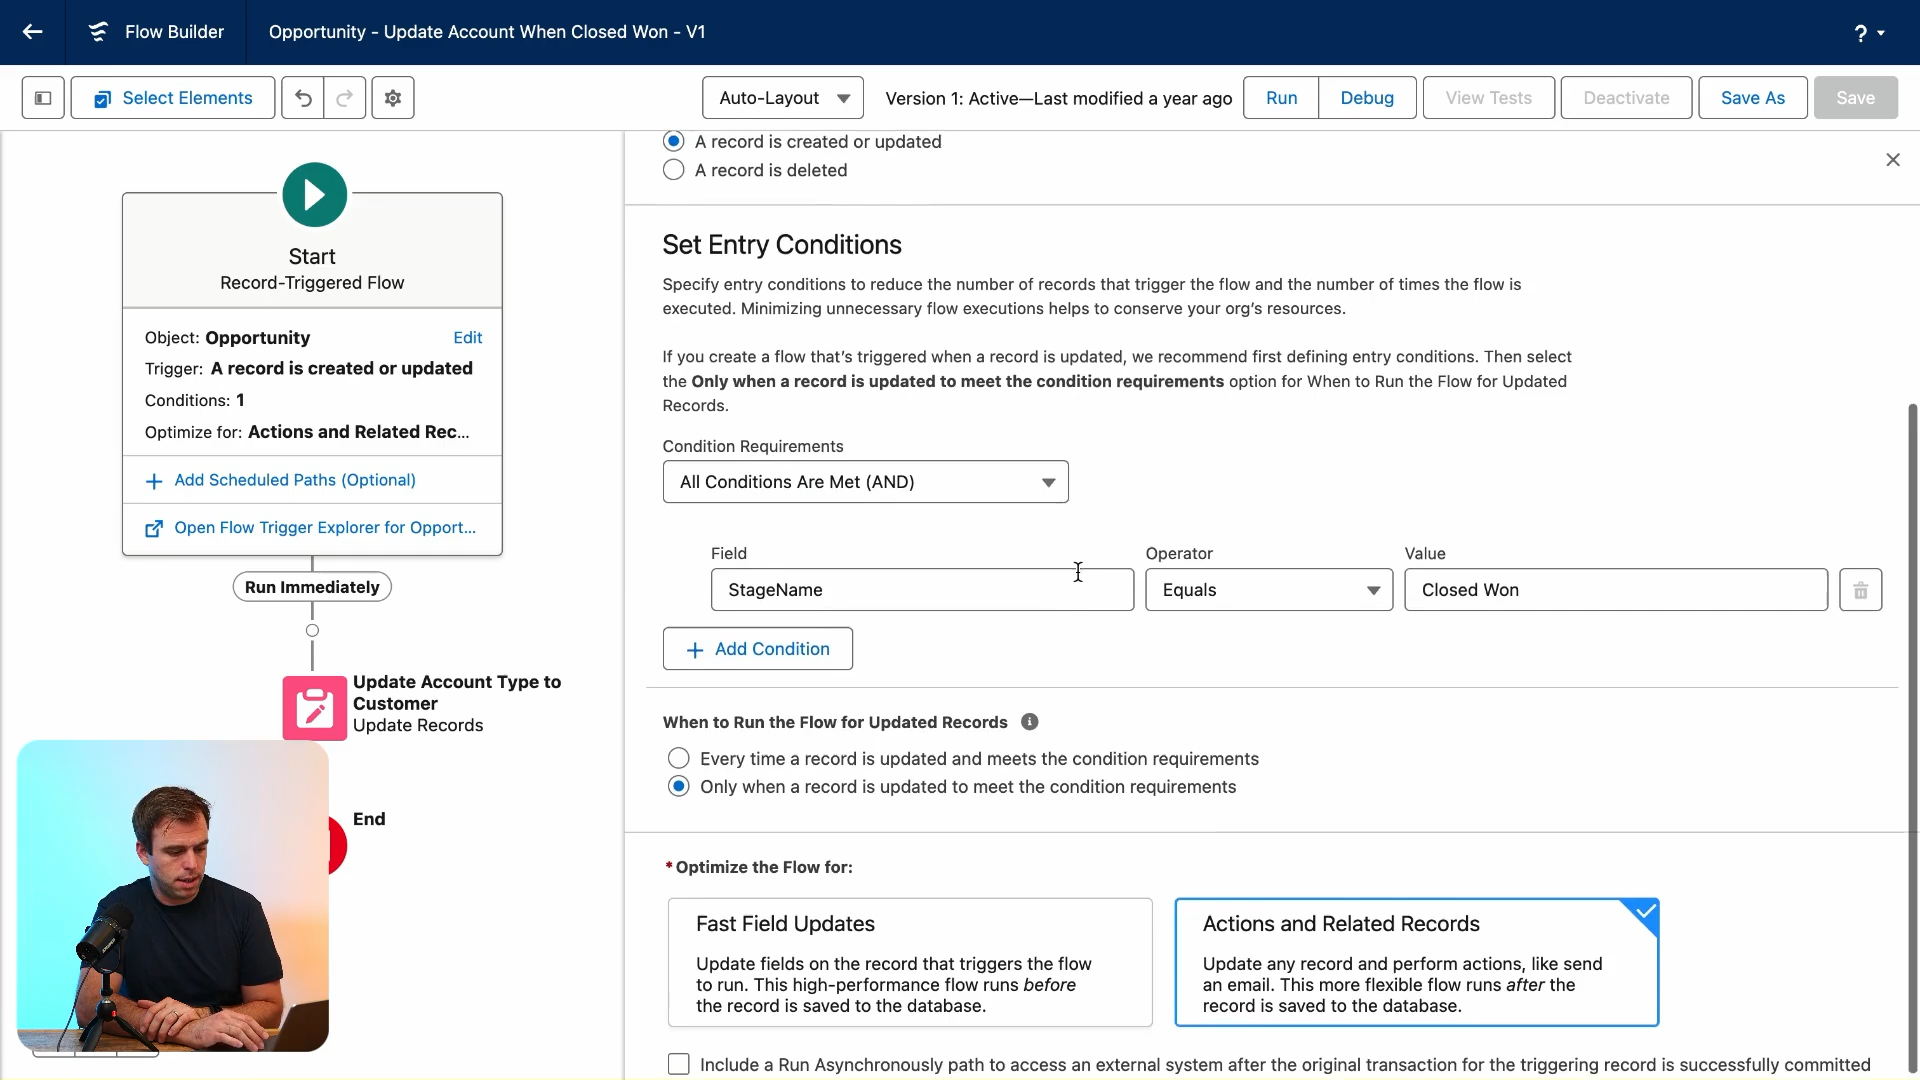 Flow Builder
Opportunity - Update Account When Closed Won - V1
?
Select Elements
Auto-Layout
Version 1: Active—Last modified a year ago
Run
Debug
View Tests
Deactivate
Save As
Save
Start
Record-Triggered Flow
Object: Opportunity
Edit
Trigger: A record is created or updated
Conditions: 1
Optimize for: Actions and Related Rec...
Add Scheduled Paths (Optional)
Open Flow Trigger Explorer for Opport...
Run Immediately
Update Account Type to
Customer
Update Records
End
A record is created or updated
A record is deleted
Set Entry Conditions
Specify entry conditions to reduce the number of records that trigger the flow and the number of times the flow is
executed. Minimizing unnecessary flow executions helps to conserve your org's resources.
If you create a flow that's triggered when a record is updated, we recommend first defining entry conditions. Then select
the Only when a record is updated to meet the condition requirements option for When to Run the Flow for Updated
Records.
Condition Requirements
All Conditions Are Met (AND)
Field
Operator
Value
StageName
Equals
Closed Won
+ Add Condition
When to Run the Flow for Updated Records
Every time a record is updated and meets the condition requirements
Only when a record is updated to meet the condition requirements
*Optimize the Flow for:
Fast Field Updates
Update fields on the record that triggers the flow
to run. This high-performance flow runs before
the record is saved to the database.
Actions and Related Records
Update any record and perform actions, like send
an email. This more flexible flow runs after the
record is saved to the database.
Include a Run Asynchronously path to access an external system after the original transaction for the triggering record is successfully committed